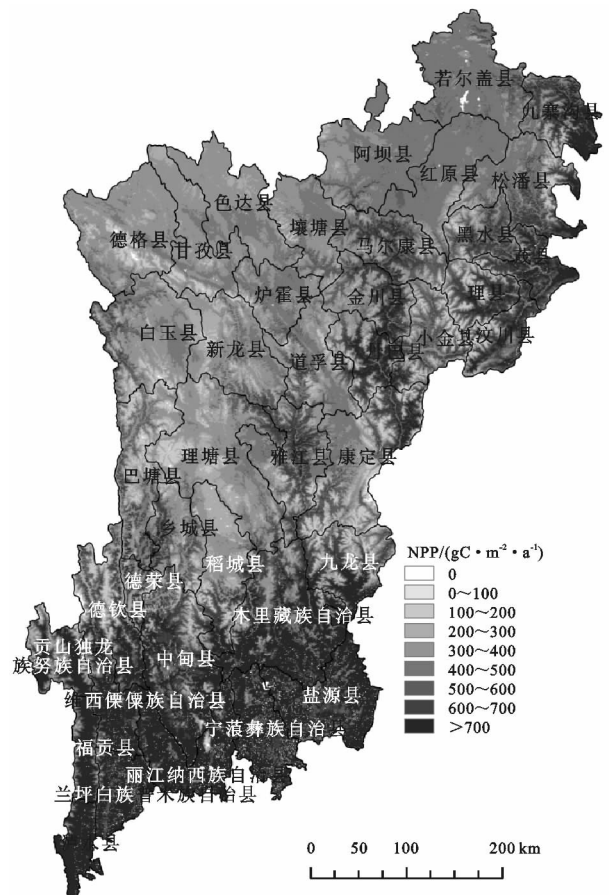 若尔盖县
九寨沟县
阿坝县
红原县
松潘县
色达县
壤塘县
德格县
甘孜县
马尔康县
黑水县
茂县
炉霍县
金川县
理县
白玉县
新龙县
道孚县
丹巴县
小金县
汶川县
理塘县
雅江县
康定县
巴塘县
乡城县
稻城县
九龙县
德荣县
德钦县
木里藏族自治县
贡山独龙
族怒族自治县
中甸县
盐源县
维西傈僳族自治县
宁蒗彝族自治县
福贡县
丽江纳西族自治县
兰坪白族普米族自治县
NPP/(gC·m⁻²·a⁻¹)
0
0～100
100～200
200～300
300～400
400～500
500～600
600～700
＞700
0 50 100 200 km